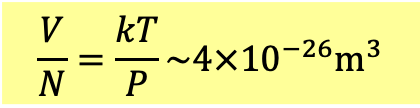 V/N = kT/P ~4×10⁻²⁶m³